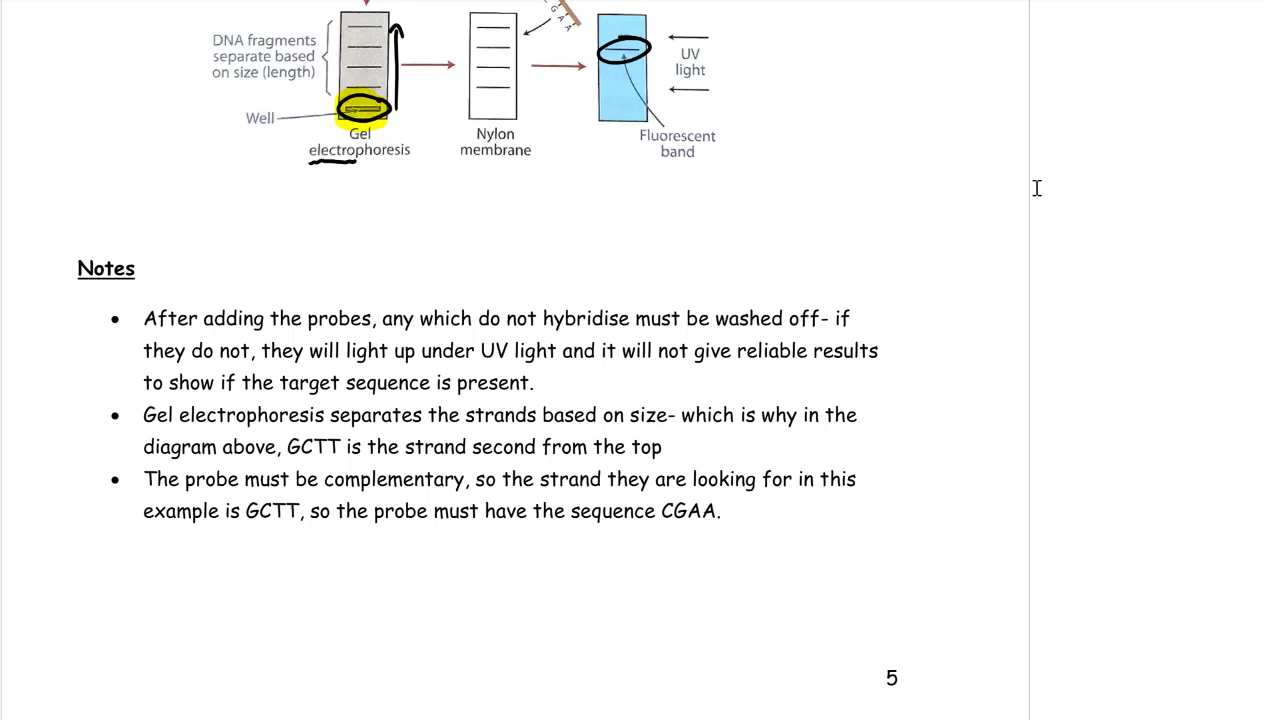 C G A A
DNA fragments
separate based
on size (length)
UV
light
Well
Gel
electrophoresis
Nylon
membrane
Fluorescent
band
Notes
• After adding the probes, any which do not hybridise must be washed off- if
they do not, they will light up under UV light and it will not give reliable results
to show if the target sequence is present.
• Gel electrophoresis separates the strands based on size- which is why in the
diagram above, GCTT is the strand second from the top
• The probe must be complementary, so the strand they are looking for in this
example is GCTT, so the probe must have the sequence CGAA.
5